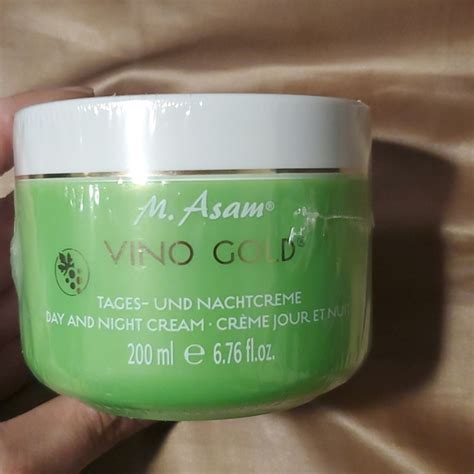 M. Asam®
VINO GOLD®
TAGES- UND NACHTCREME
DAY AND NIGHT CREAM · CRÈME JOUR ET NUIT
200 ml ℮ 6.76 fl.oz.